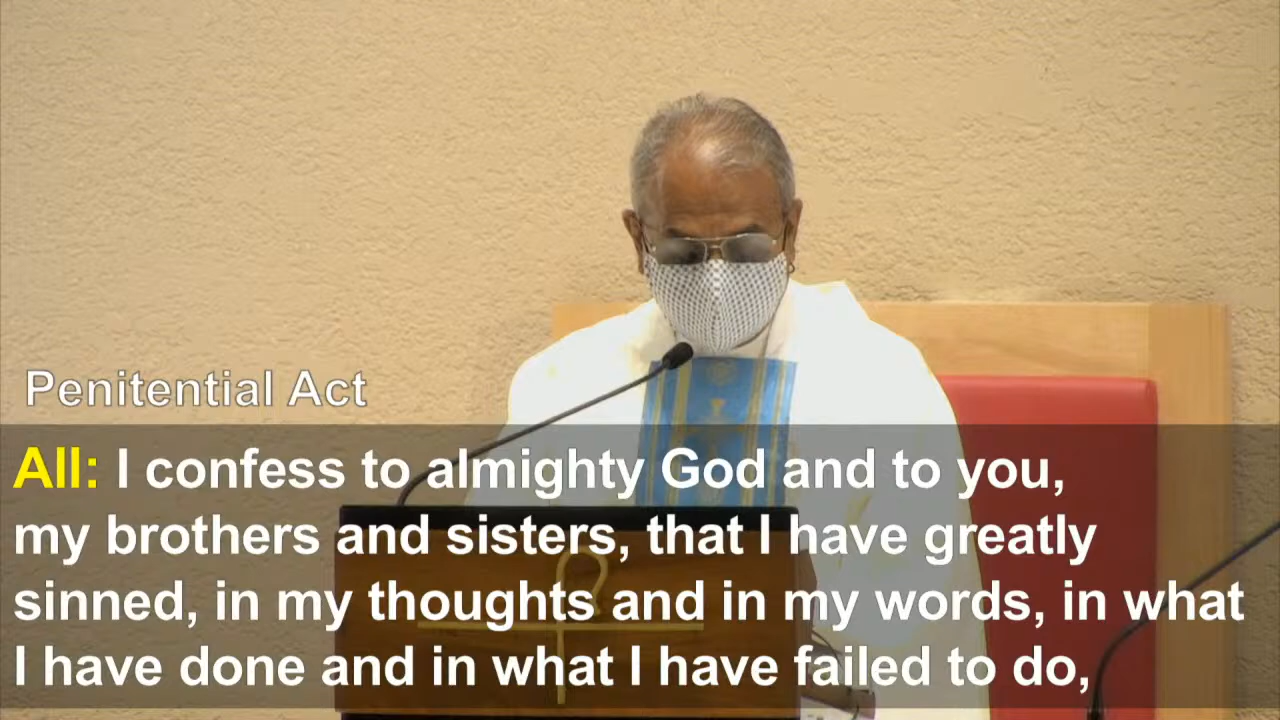 Penitential Act
All: I confess to almighty God and to you,
my brothers and sisters, that I have greatly
sinned, in my thoughts and in my words, in what
I have done and in what I have failed to do,